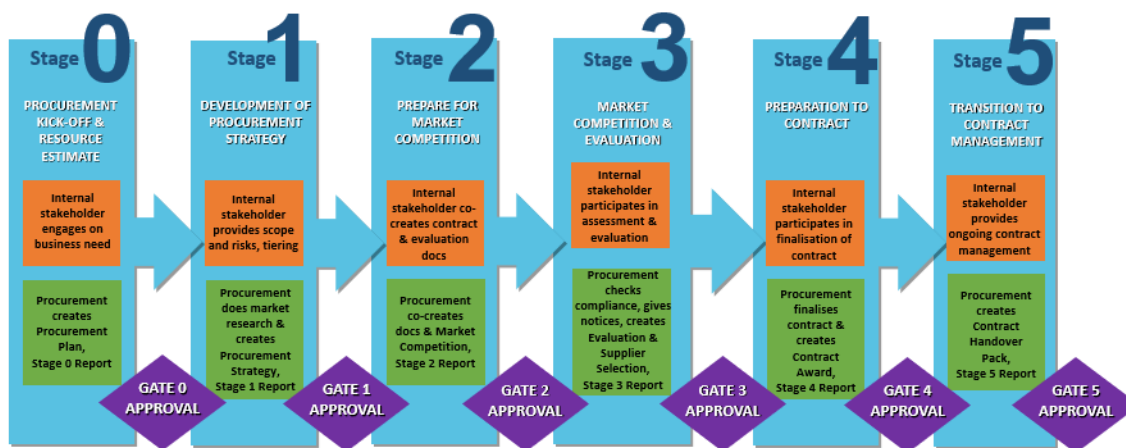 Stage 0
PROCUREMENT
KICK-OFF &
RESOURCE
ESTIMATE
Internal
stakeholder
engages on
business need
Procurement
creates
Procurement
Plan,
Stage 0 Report
GATE 0
APPROVAL
Stage 1
DEVELOPMENT OF
PROCUREMENT
STRATEGY
Internal
stakeholder
provides scope
and risks, tiering
Procurement
does market
research &
creates
Procurement
Strategy,
Stage 1 Report
GATE 1
APPROVAL
Stage 2
PREPARE FOR
MARKET
COMPETITION
Internal
stakeholder co-
creates contract
& evaluation
docs
Procurement
co-creates
docs & Market
Competition,
Stage 2 Report
GATE 2
APPROVAL
Stage 3
MARKET
COMPETITION &
EVALUATION
Internal
stakeholder
participates in
assessment &
evaluation
Procurement
checks
compliance, gives
notices, creates
Evaluation &
Supplier
Selection,
Stage 3 Report
GATE 3
APPROVAL
Stage 4
PREPARATION TO
CONTRACT
Internal
stakeholder
participates in
finalisation of
contract
Procurement
finalises
contract &
creates
Contract
Award,
Stage 4 Report
GATE 4
APPROVAL
Stage 5
TRANSITION TO
CONTRACT
MANAGEMENT
Internal
stakeholder
provides
ongoing contract
management
Procurement
creates
Contract
Handover
Pack,
Stage 5 Report
GATE 5
APPROVAL